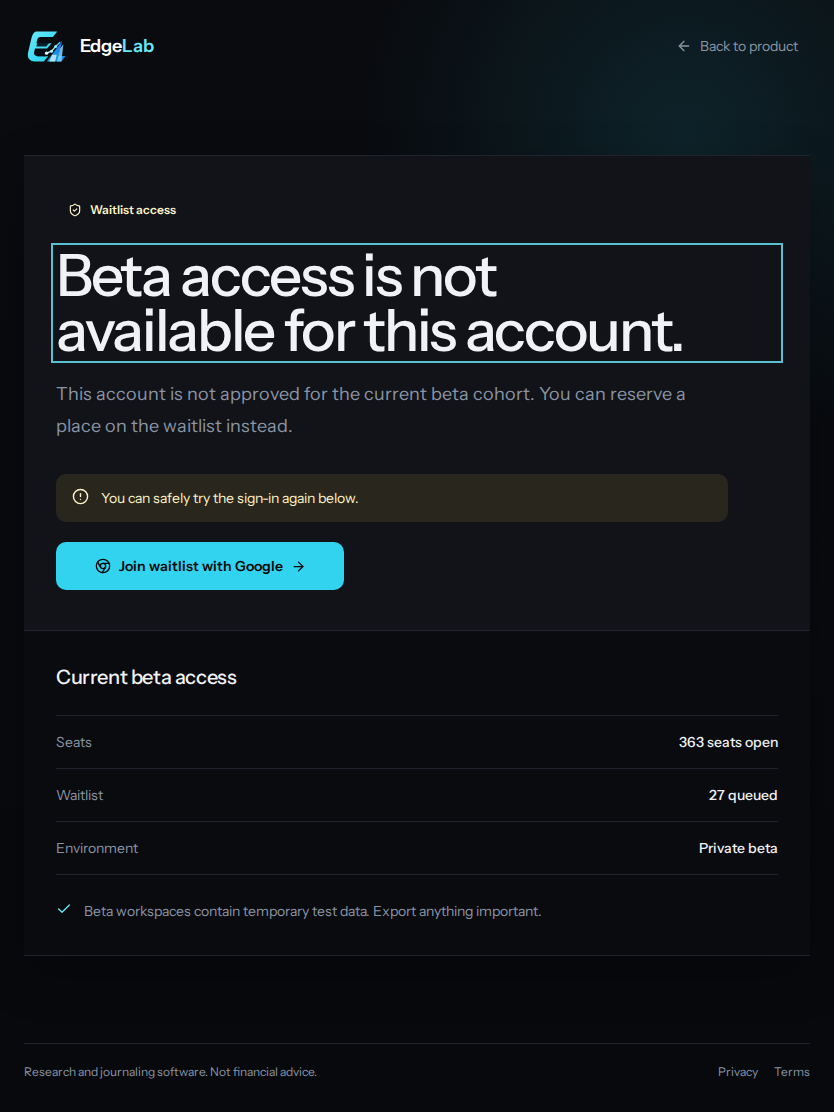 EdgeLab
Back to product
Waitlist access
Beta access is not
available for this account.
This account is not approved for the current beta cohort. You can reserve a
place on the waitlist instead.
You can safely try the sign-in again below.
Join waitlist with Google
Current beta access
Seats 363 seats open
Waitlist 27 queued
Environment Private beta
Beta workspaces contain temporary test data. Export anything important.
Research and journaling software. Not financial advice. Privacy Terms